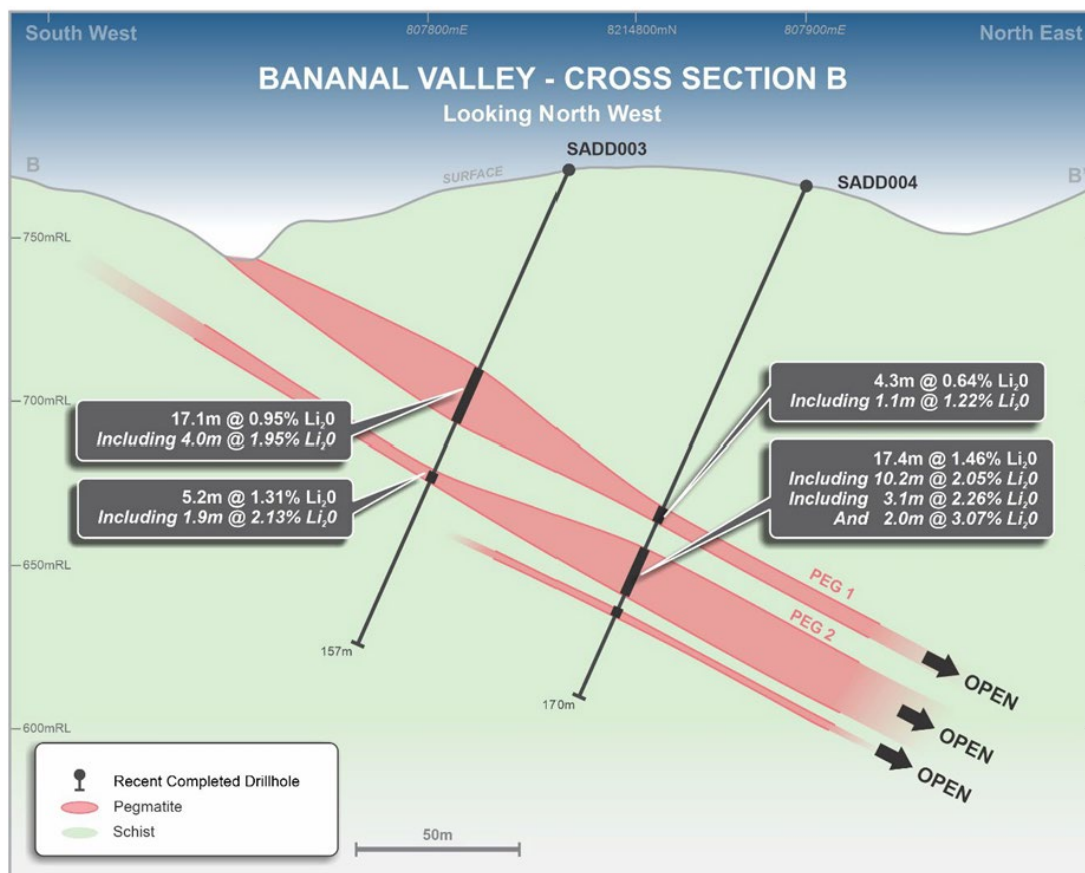 South West
807800mE
8214800mN
807900mE
North East
BANANAL VALLEY - CROSS SECTION B
Looking North West
B
SURFACE
SADD003
SADD004
B'
750mRL
700mRL
650mRL
600mRL
17.1m @ 0.95% Li₂0
Including 4.0m @ 1.95% Li₂0
5.2m @ 1.31% Li₂0
Including 1.9m @ 2.13% Li₂0
4.3m @ 0.64% Li₂0
Including 1.1m @ 1.22% Li₂0
17.4m @ 1.46% Li₂0
Including 10.2m @ 2.05% Li₂0
Including 3.1m @ 2.26% Li₂0
And 2.0m @ 3.07% Li₂0
PEG 1
PEG 2
157m
170m
OPEN
OPEN
OPEN
Recent Completed Drillhole
Pegmatite
Schist
50m